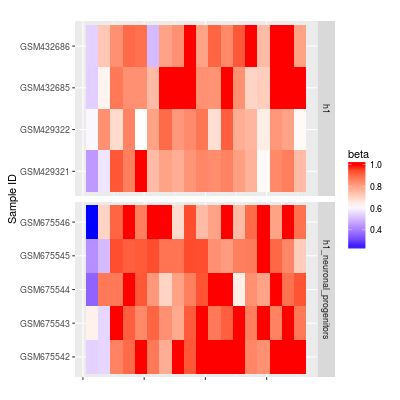 Sample ID
GSM432686
GSM432685
GSM429322
GSM429321
h1
GSM675546
GSM675545
GSM675544
GSM675543
GSM675542
h1_neuronal_progenitors
beta
1.0
0.8
0.6
0.4